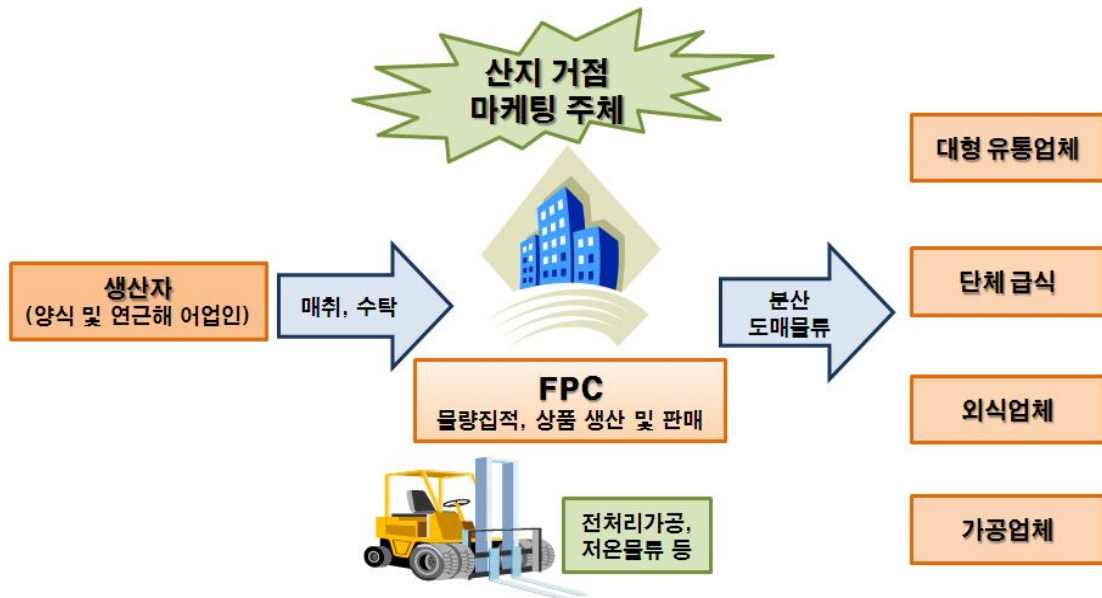 산지 거점
마케팅 주체
생산자
(양식 및 연근해 어업인)
매취, 수탁
FPC
물량집적, 상품 생산 및 판매
전처리가공,
저온물류 등
분산
도매물류
대형 유통업체
단체 급식
외식업체
가공업체